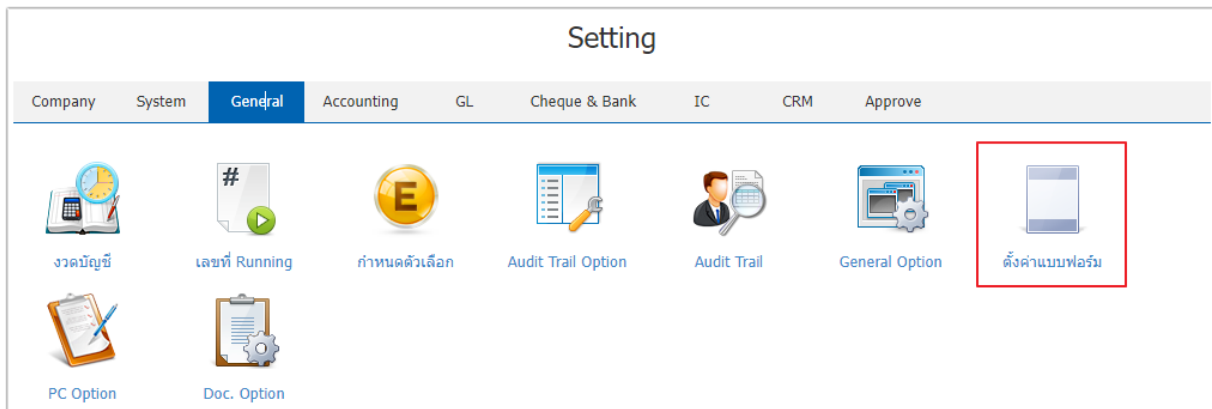 Setting
Company System General Accounting GL Cheque & Bank IC CRM Approve
#
E
งวดบัญชี เลขที่ Running กำหนดตัวเลือก Audit Trail Option Audit Trail General Option ตั้งค่าแบบฟอร์ม
PC Option Doc. Option